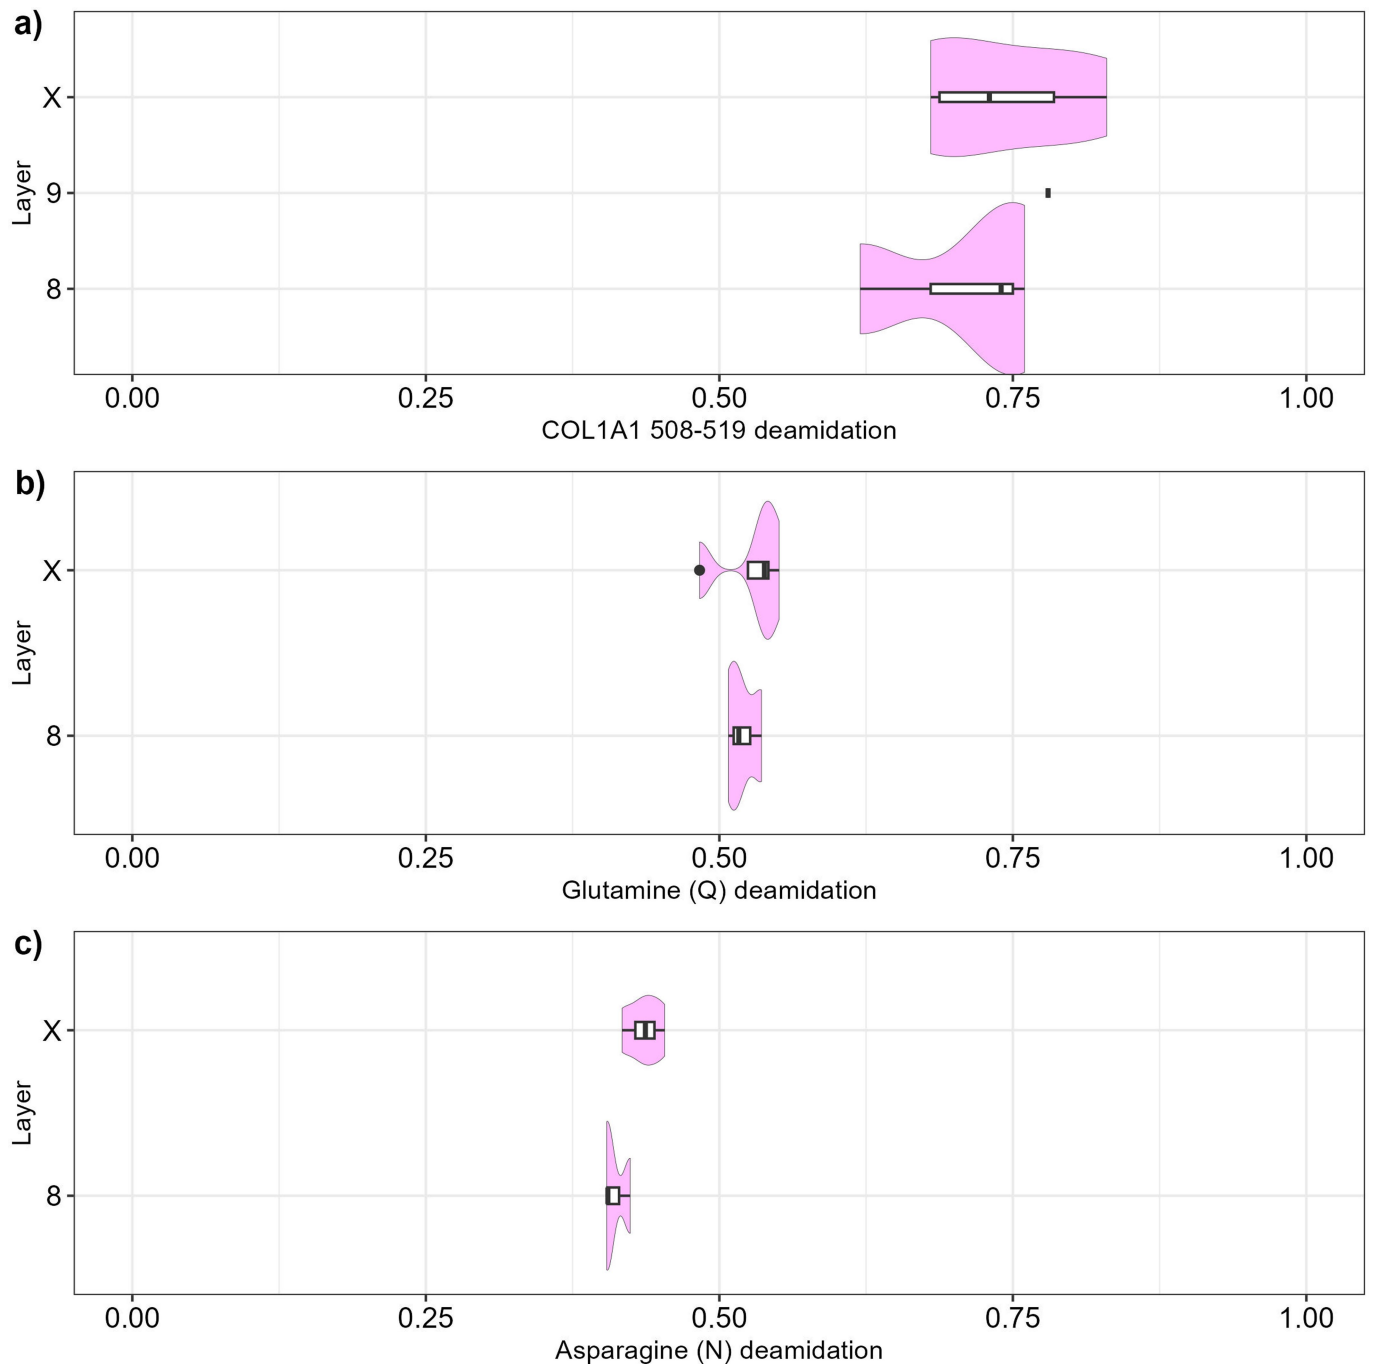 a)
Layer
X
9
8
0.00 0.25 0.50 0.75 1.00
COL1A1 508-519 deamidation
b)
Layer
X
8
0.00 0.25 0.50 0.75 1.00
Glutamine (Q) deamidation
c)
Layer
X
8
0.00 0.25 0.50 0.75 1.00
Asparagine (N) deamidation